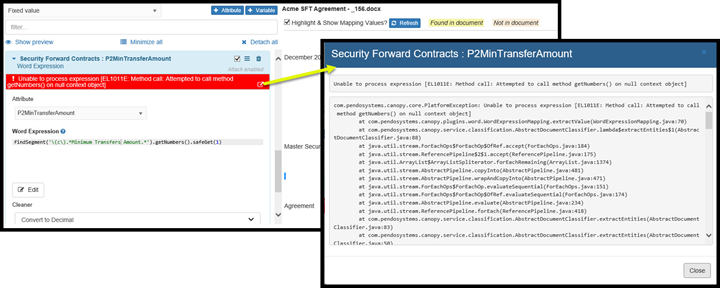 Fixed value
+ Attribute
+ Variable
filter...
Show preview
Minimize all
Detach all
Security Forward Contracts : P2MinTransferAmount
Word Expression
Attach enabled
! Unable to process expression [EL1011E: Method call: Attempted to call method
getNumbers() on null context object]
Attribute
P2MinTransferAmount
Word Expression
findSegment('\(c\).*Minimum Transfers Amount.*').getNumbers().safeGet(1)
Edit
Cleaner
Convert to Decimal
Acme SFT Agreement - _156.docx
Highlight & Show Mapping Values?
Refresh
Found in document
Not in document
December 20
Master Secur
Agreement
Security Forward Contracts : P2MinTransferAmount
×
Unable to process expression [EL1011E: Method call: Attempted to call method getNumbers() on null context object]
com.pendosystems.canopy.core.PlatformException: Unable to process expression [EL1011E: Method call: Attempted to call
method getNumbers() on null context object]
at com.pendosystems.canopy.plugins.word.WordExpressionMapping.extractValue(WordExpressionMapping.java:70)
at com.pendosystems.canopy.service.classification.AbstractDocumentClassifier.lambda$extractEntities$1(Abstr
actDocumentClassifier.java:88)
at java.util.stream.ForEachOps$ForEachOp$OfRef.accept(ForEachOps.java:184)
at java.util.stream.ReferencePipeline$2$1.accept(ReferencePipeline.java:175)
at java.util.ArrayList$ArrayListSpliterator.forEachRemaining(ArrayList.java:1374)
at java.util.stream.AbstractPipeline.copyInto(AbstractPipeline.java:481)
at java.util.stream.AbstractPipeline.wrapAndCopyInto(AbstractPipeline.java:471)
at java.util.stream.ForEachOps$ForEachOp.evaluateSequential(ForEachOps.java:151)
at java.util.stream.ForEachOps$ForEachOp$OfRef.evaluateSequential(ForEachOps.java:174)
at java.util.stream.AbstractPipeline.evaluate(AbstractPipeline.java:234)
at java.util.stream.ReferencePipeline.forEach(ReferencePipeline.java:418)
at com.pendosystems.canopy.service.classification.AbstractDocumentClassifier.extractEntities(AbstractDocument
Classifier.java:83)
at com.pendosystems.canopy.service.classification.AbstractDocumentClassifier.extractEntities(AbstractDocument
Classifier.java:50)
Close